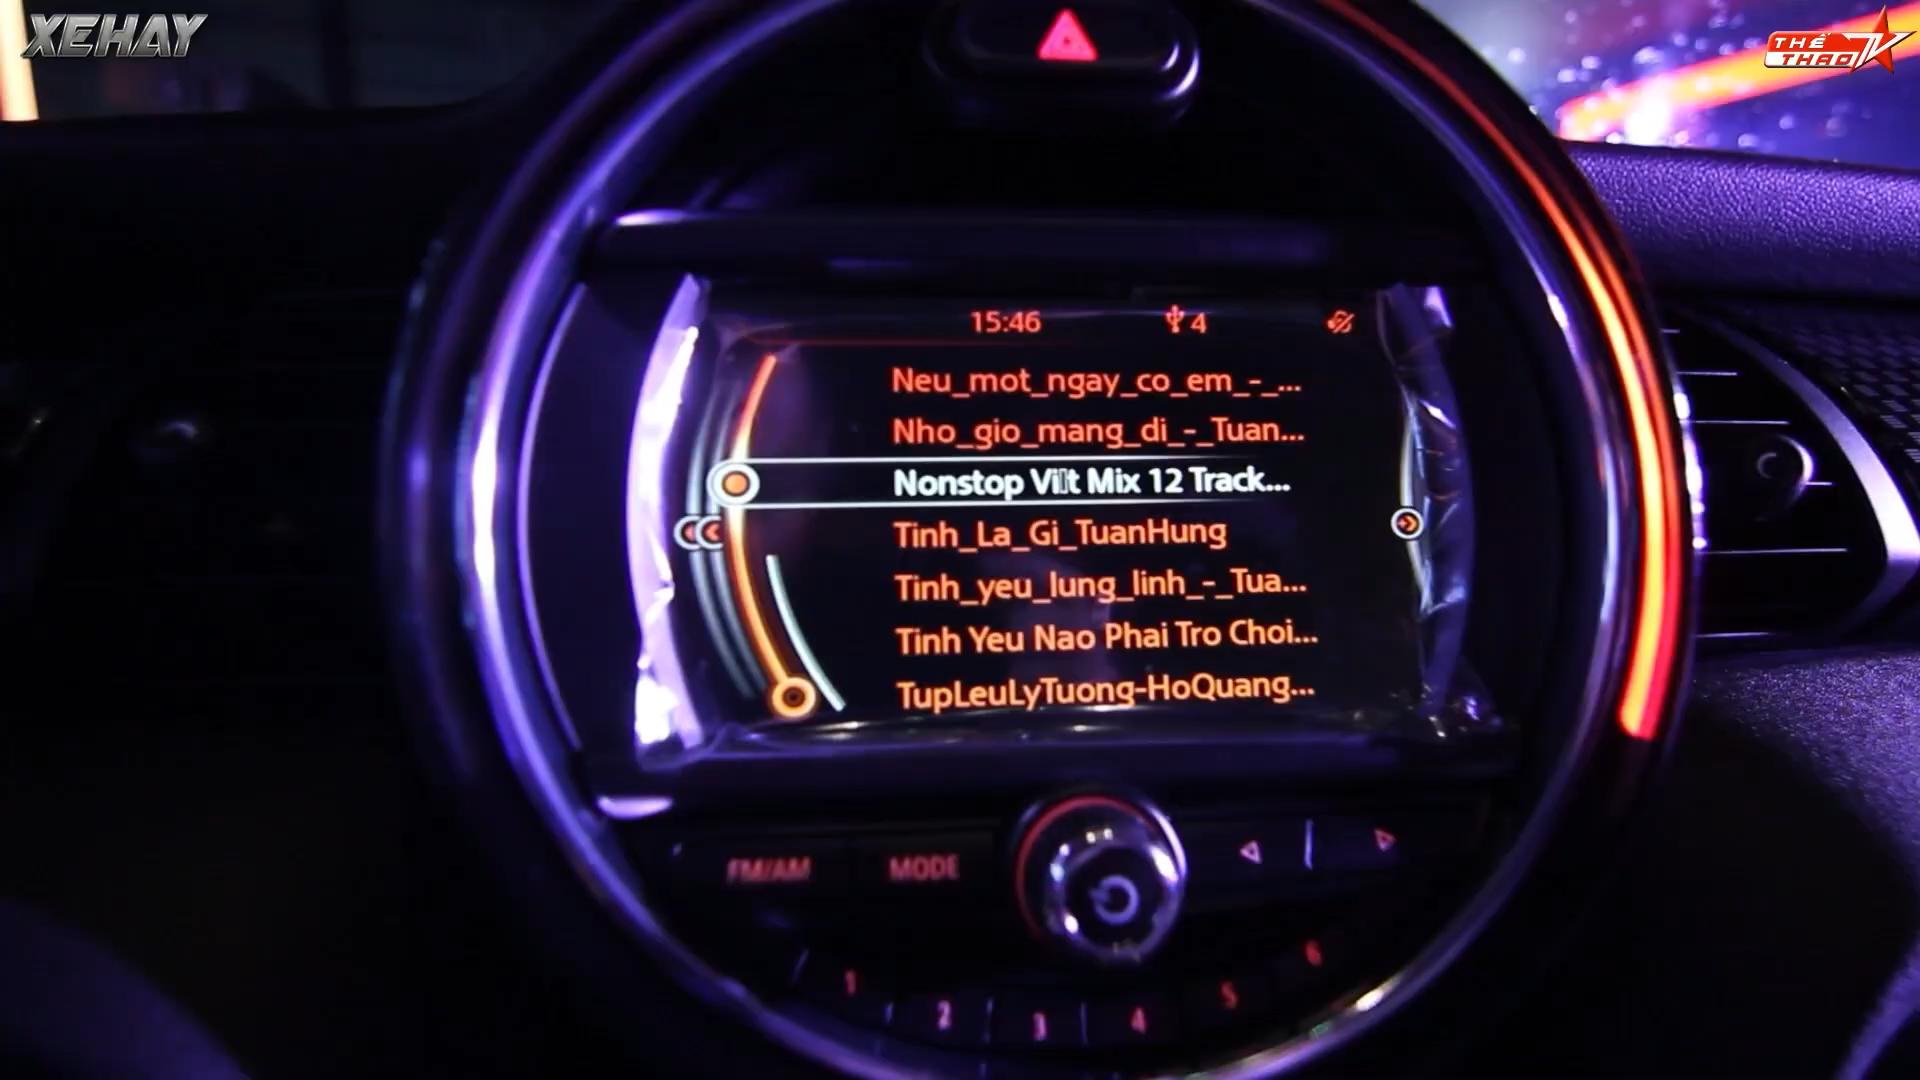 XEHAY
THỂ THAO TV
15:46 4
Neu_mot_ngay_co_em_-_...
Nho_gio_mang_di_-_Tuan...
Nonstop Vi▯t Mix 12 Track...
Tinh_La_Gi_TuanHung
Tinh_yeu_lung_linh_-_Tua...
Tinh Yeu Nao Phai Tro Choi...
TupLeuLyTuong-HoQuang...
FM/AM MODE
1 2 3 4 5 6